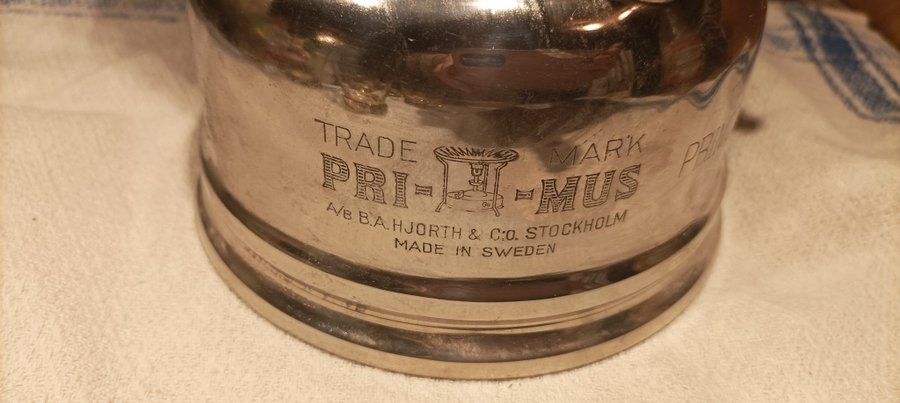 TRADE MARK
PRI-MUS
A/B B.A. HJORTH & C:O. STOCKHOLM
MADE IN SWEDEN